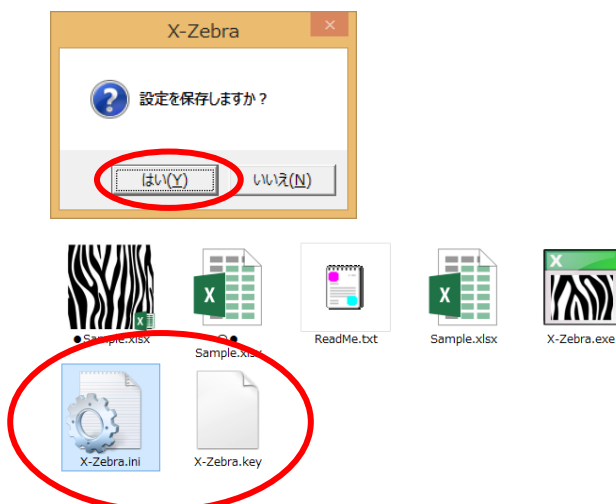 X-Zebra
設定を保存しますか？
はい(Y)
いいえ(N)
●Sample.xlsx
○●
Sample.xlsx
ReadMe.txt
Sample.xlsx
X-Zebra.exe
X-Zebra.ini
X-Zebra.key